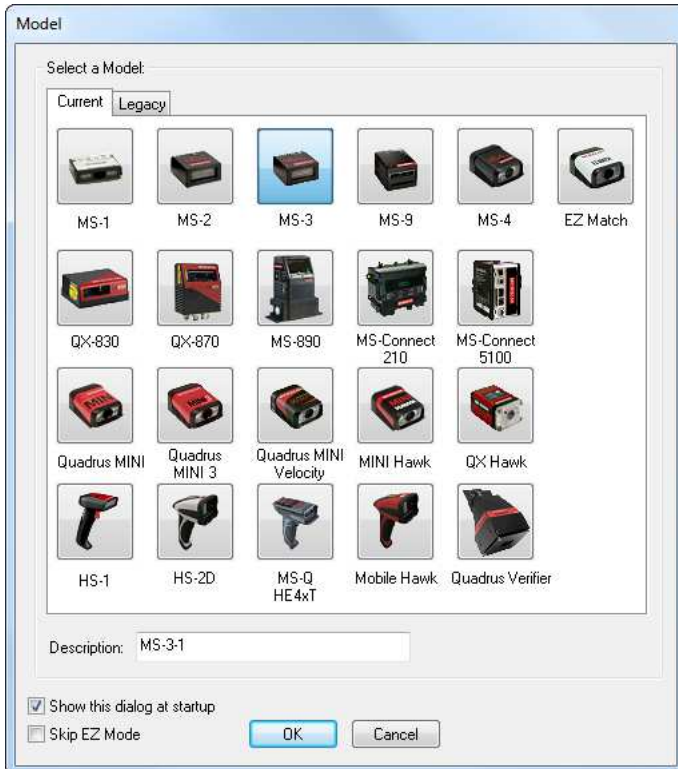 Model
Select a Model:
Current Legacy
MS-1 MS-2 MS-3 MS-9 MS-4 EZ Match
QX-830 QX-870 MS-890 MS-Connect 210 MS-Connect 5100
Quadrus MINI Quadrus MINI 3 Quadrus MINI Velocity MINI Hawk QX Hawk
HS-1 HS-2D MS-Q HE4xT Mobile Hawk Quadrus Verifier
Description: MS-3-1
Show this dialog at startup
Skip EZ Mode OK Cancel